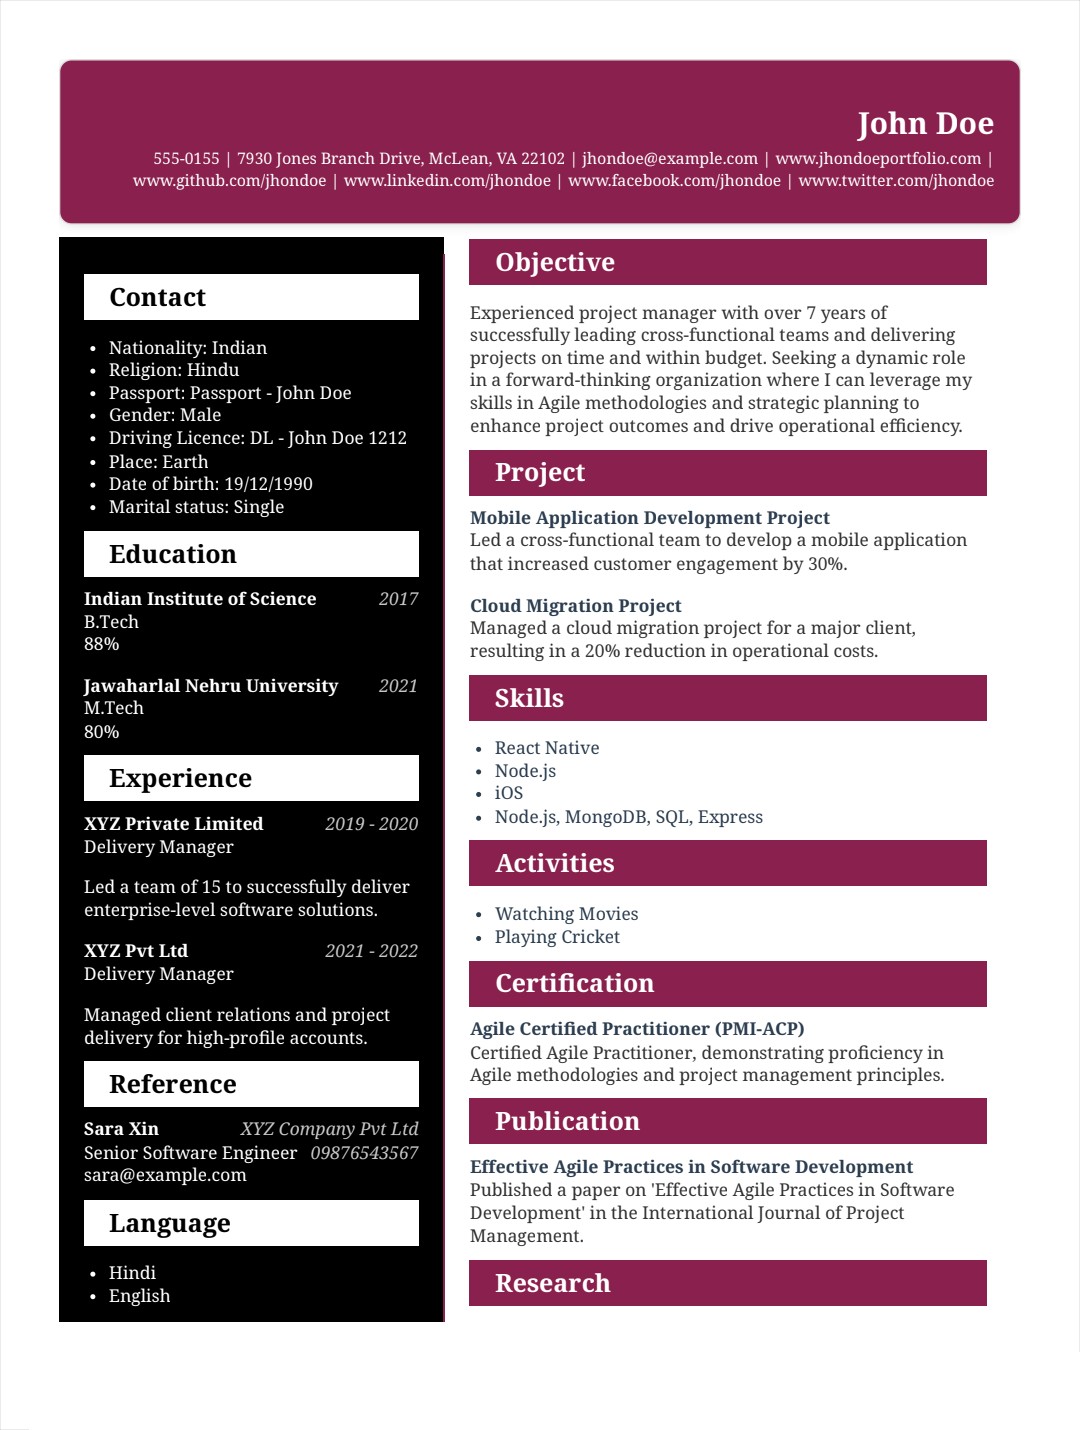 John Doe
555-0155 | 7930 Jones Branch Drive, McLean, VA 22102 | jhondoe@example.com | www.jhondoeportfolio.com |
www.github.com/jhondoe | www.linkedin.com/jhondoe | www.facebook.com/jhondoe | www.twitter.com/jhondoe
Contact
• Nationality: Indian
• Religion: Hindu
• Passport: Passport - John Doe
• Gender: Male
• Driving Licence: DL - John Doe 1212
• Place: Earth
• Date of birth: 19/12/1990
• Marital status: Single
Education
Indian Institute of Science 2017
B.Tech
88%
Jawaharlal Nehru University 2021
M.Tech
80%
Experience
XYZ Private Limited 2019 - 2020
Delivery Manager
Led a team of 15 to successfully deliver
enterprise-level software solutions.
XYZ Pvt Ltd 2021 - 2022
Delivery Manager
Managed client relations and project
delivery for high-profile accounts.
Reference
Sara Xin XYZ Company Pvt Ltd
Senior Software Engineer 09876543567
sara@example.com
Language
• Hindi
• English
Objective
Experienced project manager with over 7 years of
successfully leading cross-functional teams and delivering
projects on time and within budget. Seeking a dynamic role
in a forward-thinking organization where I can leverage my
skills in Agile methodologies and strategic planning to
enhance project outcomes and drive operational efficiency.
Project
Mobile Application Development Project
Led a cross-functional team to develop a mobile application
that increased customer engagement by 30%.
Cloud Migration Project
Managed a cloud migration project for a major client,
resulting in a 20% reduction in operational costs.
Skills
• React Native
• Node.js
• iOS
• Node.js, MongoDB, SQL, Express
Activities
• Watching Movies
• Playing Cricket
Certification
Agile Certified Practitioner (PMI-ACP)
Certified Agile Practitioner, demonstrating proficiency in
Agile methodologies and project management principles.
Publication
Effective Agile Practices in Software Development
Published a paper on 'Effective Agile Practices in Software
Development' in the International Journal of Project
Management.
Research